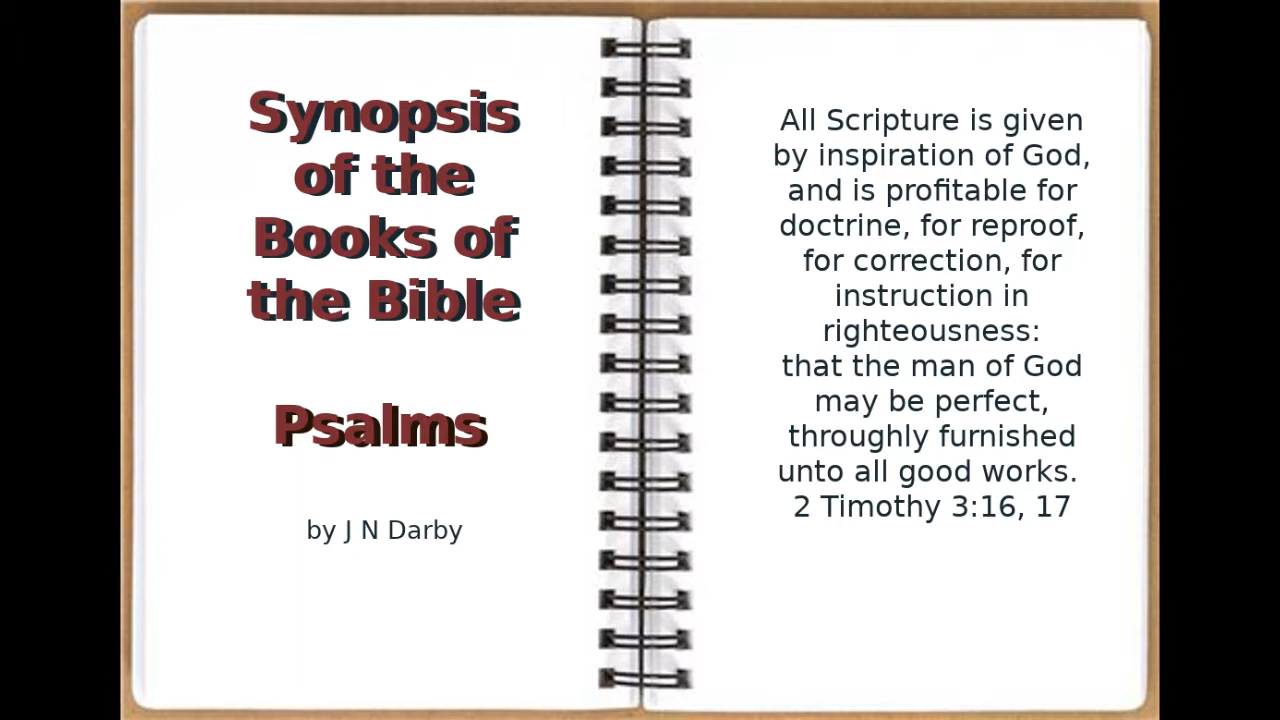 Synopsis
of the
Books of
the Bible
Psalms
by J N Darby
All Scripture is given
by inspiration of God,
and is profitable for
doctrine, for reproof,
for correction, for
instruction in
righteousness:
that the man of God
may be perfect,
throughly furnished
unto all good works.
2 Timothy 3:16, 17